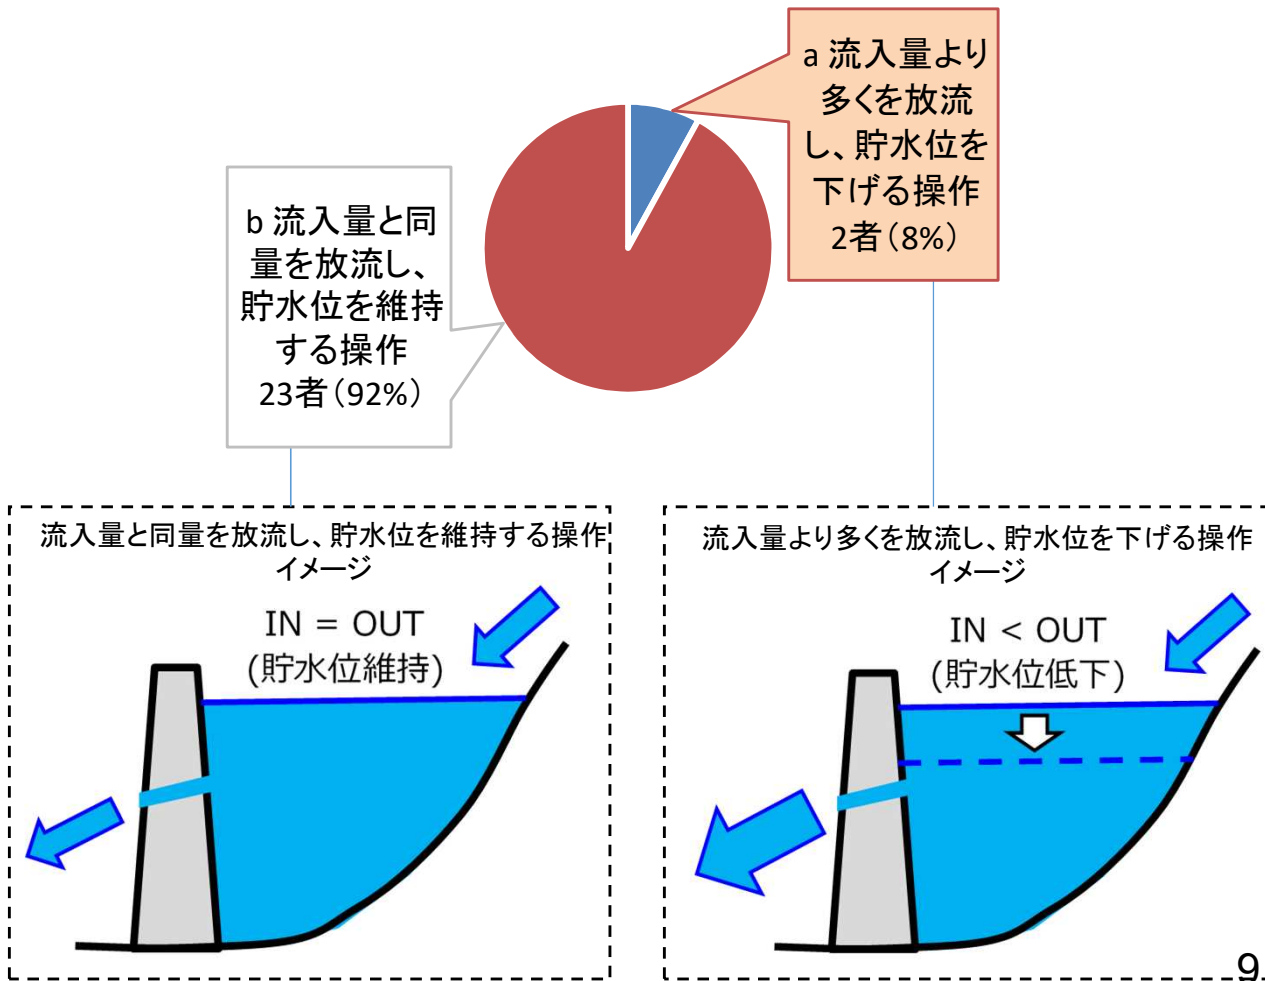 a 流入量より
多くを放流
し、貯水位を
下げる操作
2者（8%）
b 流入量と同
量を放流し、
貯水位を維持
する操作
23者（92%）
流入量と同量を放流し、貯水位を維持する操作
イメージ
IN = OUT
(貯水位維持)
流入量より多くを放流し、貯水位を下げる操作
イメージ
IN < OUT
(貯水位低下)
9